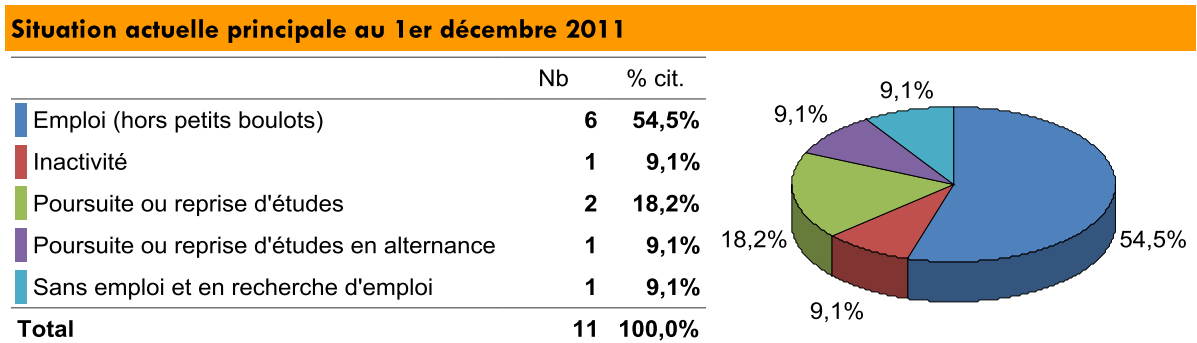 Situation actuelle principale au 1er décembre 2011
Nb % cit.
Emploi (hors petits boulots) 6 54,5%
Inactivité 1 9,1%
Poursuite ou reprise d'études 2 18,2%
Poursuite ou reprise d'études en alternance 1 9,1%
Sans emploi et en recherche d'emploi 1 9,1%
Total 11 100,0%
9,1%
9,1%
18,2%
54,5%
9,1%